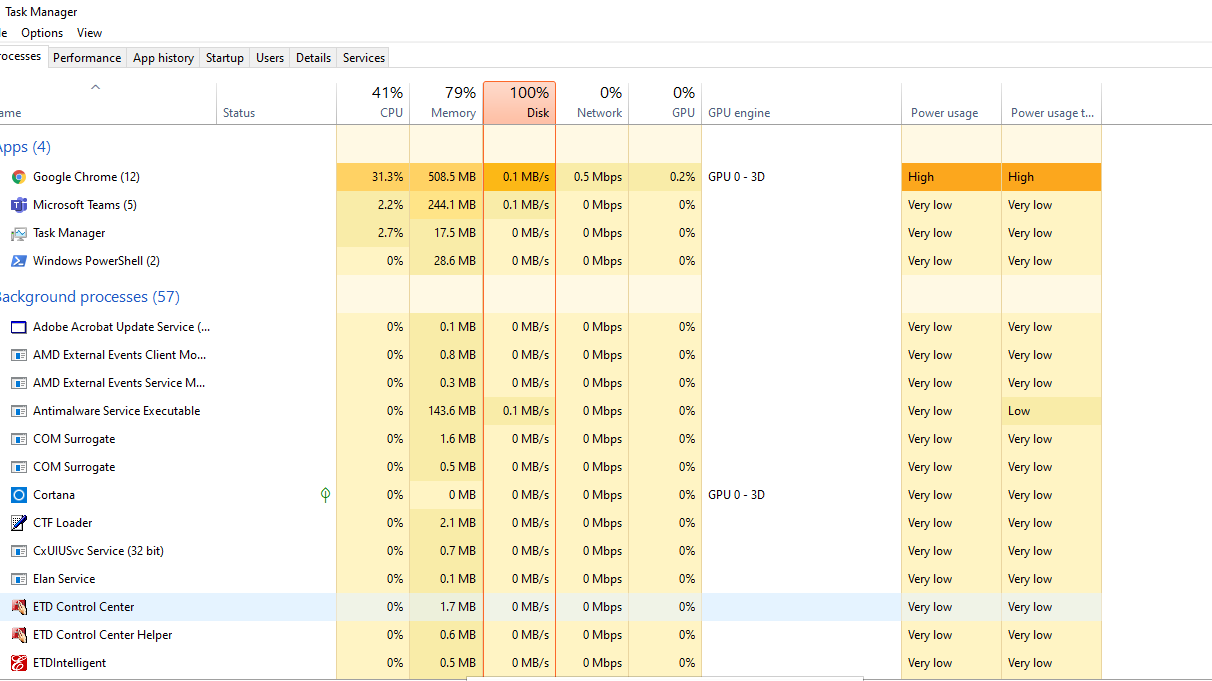 Task Manager
le Options View
rocesses Performance App history Startup Users Details Services
41% 79% 100% 0% 0%
ame Status CPU Memory Disk Network GPU GPU engine Power usage Power usage t...
Apps (4)
Google Chrome (12) 31.3% 508.5 MB 0.1 MB/s 0.5 Mbps 0.2% GPU 0 - 3D High High
Microsoft Teams (5) 2.2% 244.1 MB 0.1 MB/s 0 Mbps 0% Very low Very low
Task Manager 2.7% 17.5 MB 0 MB/s 0 Mbps 0% Very low Very low
Windows PowerShell (2) 0% 28.6 MB 0 MB/s 0 Mbps 0% Very low Very low
Background processes (57)
Adobe Acrobat Update Service (... 0% 0.1 MB 0 MB/s 0 Mbps 0% Very low Very low
AMD External Events Client Mo... 0% 0.8 MB 0 MB/s 0 Mbps 0% Very low Very low
AMD External Events Service M... 0% 0.3 MB 0 MB/s 0 Mbps 0% Very low Very low
Antimalware Service Executable 0% 143.6 MB 0.1 MB/s 0 Mbps 0% Very low Low
COM Surrogate 0% 1.6 MB 0 MB/s 0 Mbps 0% Very low Very low
COM Surrogate 0% 0.5 MB 0 MB/s 0 Mbps 0% Very low Very low
Cortana 0% 0 MB 0 MB/s 0 Mbps 0% GPU 0 - 3D Very low Very low
CTF Loader 0% 2.1 MB 0 MB/s 0 Mbps 0% Very low Very low
CxUIUSvc Service (32 bit) 0% 0.7 MB 0 MB/s 0 Mbps 0% Very low Very low
Elan Service 0% 0.1 MB 0 MB/s 0 Mbps 0% Very low Very low
ETD Control Center 0% 1.7 MB 0 MB/s 0 Mbps 0% Very low Very low
ETD Control Center Helper 0% 0.6 MB 0 MB/s 0 Mbps 0% Very low Very low
ETDIntelligent 0% 0.5 MB 0 MB/s 0 Mbps 0% Very low Very low